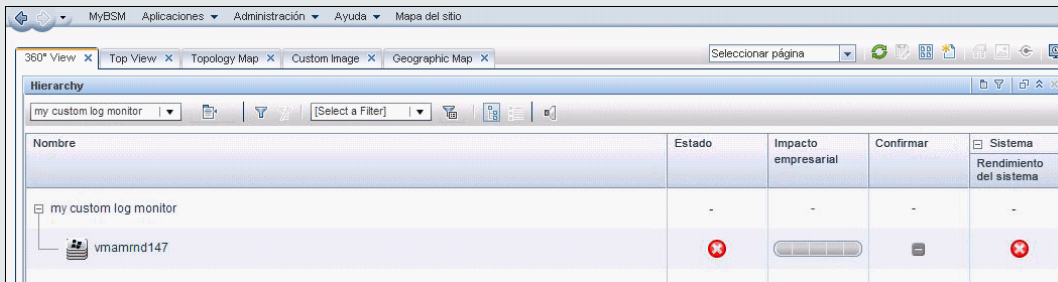 MyBSM Aplicaciones Administración Ayuda Mapa del sitio
360° View Top View Topology Map Custom Image Geographic Map Seleccionar página
Hierarchy
my custom log monitor [Select a Filter]
Nombre Estado Impacto empresarial Confirmar Sistema
Rendimiento del sistema
my custom log monitor - - - -
vmamrnd147